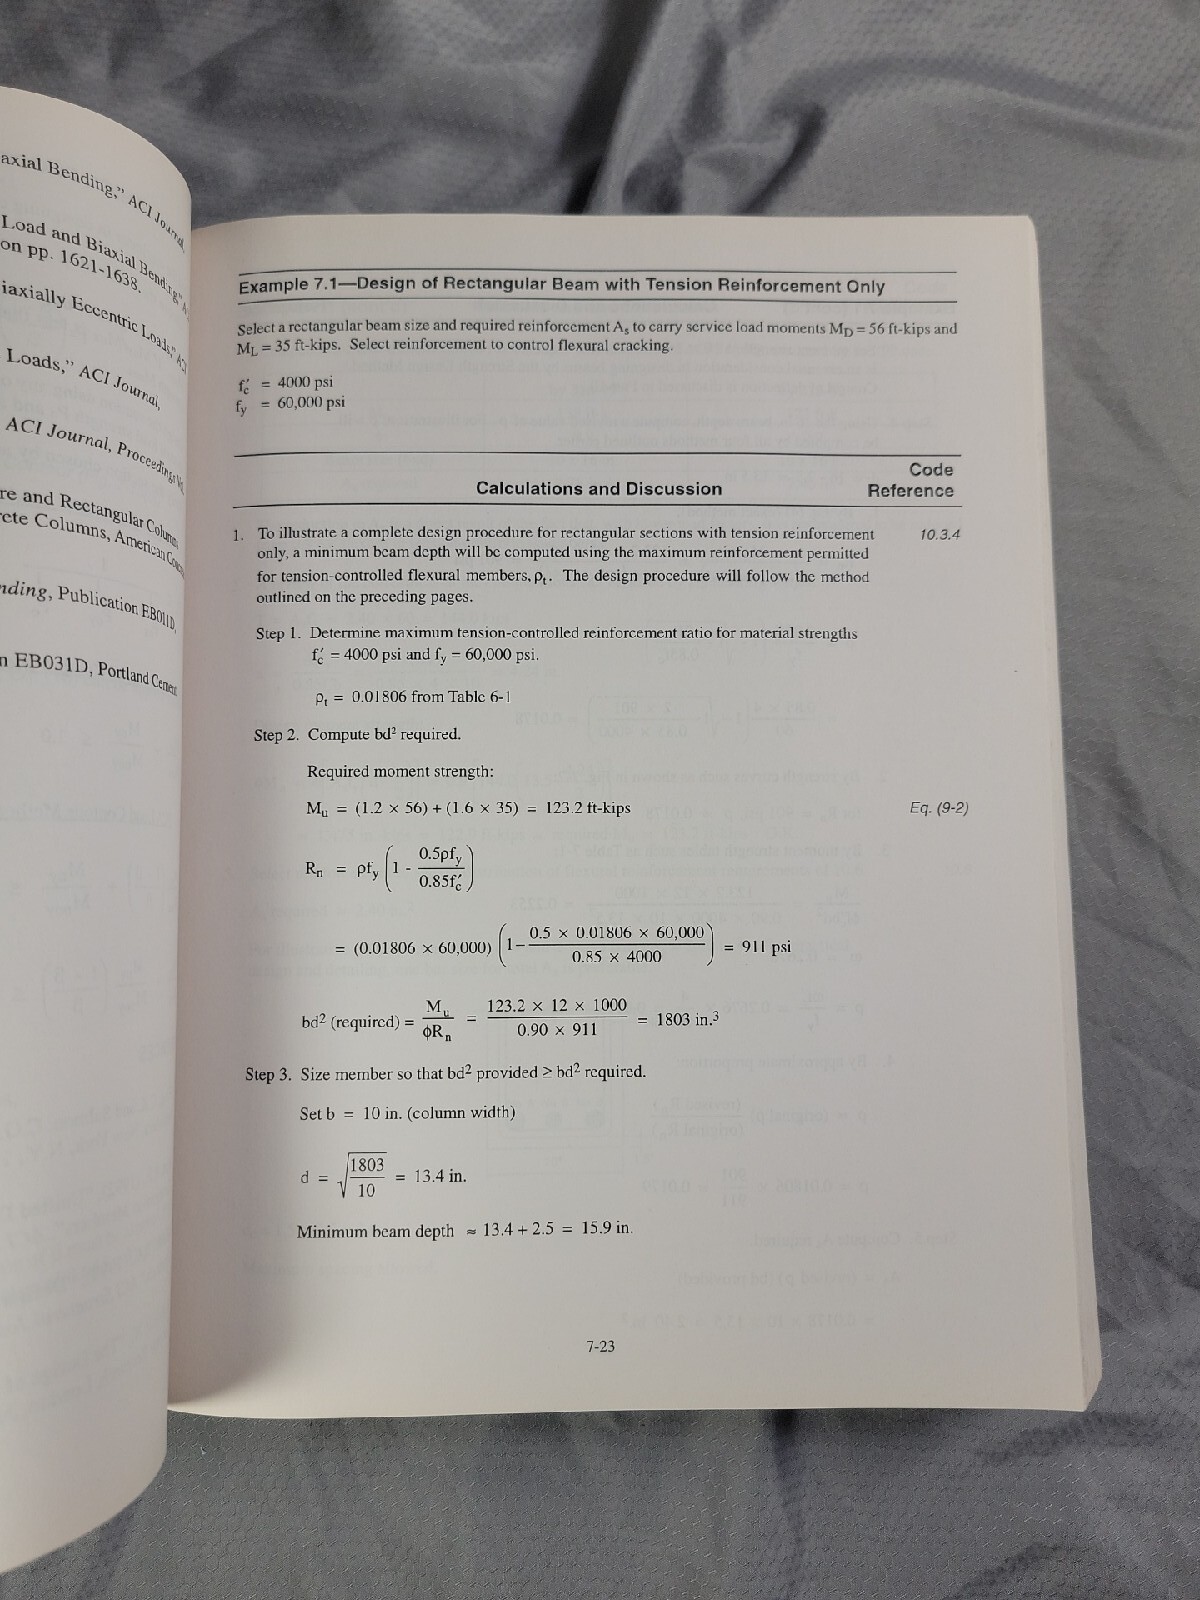 axial Bending," ACI Journal,
Load and Biaxial Bending,"
on pp. 1621-1638.
iaxially Eccentric Loads,"
Loads," ACI Journal,
ACI Journal, Proceedings
re and Rectangular Column
rete Columns, American
nding, Publication EB011D,
n EB031D, Portland Cement
Example 7.1—Design of Rectangular Beam with Tension Reinforcement Only
Select a rectangular beam size and required reinforcement Aₛ to carry service load moments M_D = 56 ft-kips and
M_L = 35 ft-kips. Select reinforcement to control flexural cracking.
f′c = 4000 psi
fy = 60,000 psi
Code
Calculations and Discussion Reference
1. To illustrate a complete design procedure for rectangular sections with tension reinforcement 10.3.4
only, a minimum beam depth will be computed using the maximum reinforcement permitted
for tension-controlled flexural members, ρt. The design procedure will follow the method
outlined on the preceding pages.
Step 1. Determine maximum tension-controlled reinforcement ratio for material strengths
f′c = 4000 psi and fy = 60,000 psi.
ρt = 0.01806 from Table 6-1
Step 2. Compute bd² required.
Required moment strength:
Mu = (1.2 × 56) + (1.6 × 35) = 123.2 ft-kips Eq. (9-2)
Rn = ρfy (1 - 0.5ρfy / 0.85f′c)
= (0.01806 × 60,000) (1 - 0.5 × 0.01806 × 60,000 / 0.85 × 4000) = 911 psi
bd² (required) = Mu / ϕRn = 123.2 × 12 × 1000 / 0.90 × 911 = 1803 in.³
Step 3. Size member so that bd² provided ≥ bd² required.
Set b = 10 in. (column width)
d = √(1803 / 10) = 13.4 in.
Minimum beam depth ≈ 13.4 + 2.5 = 15.9 in.
7-23